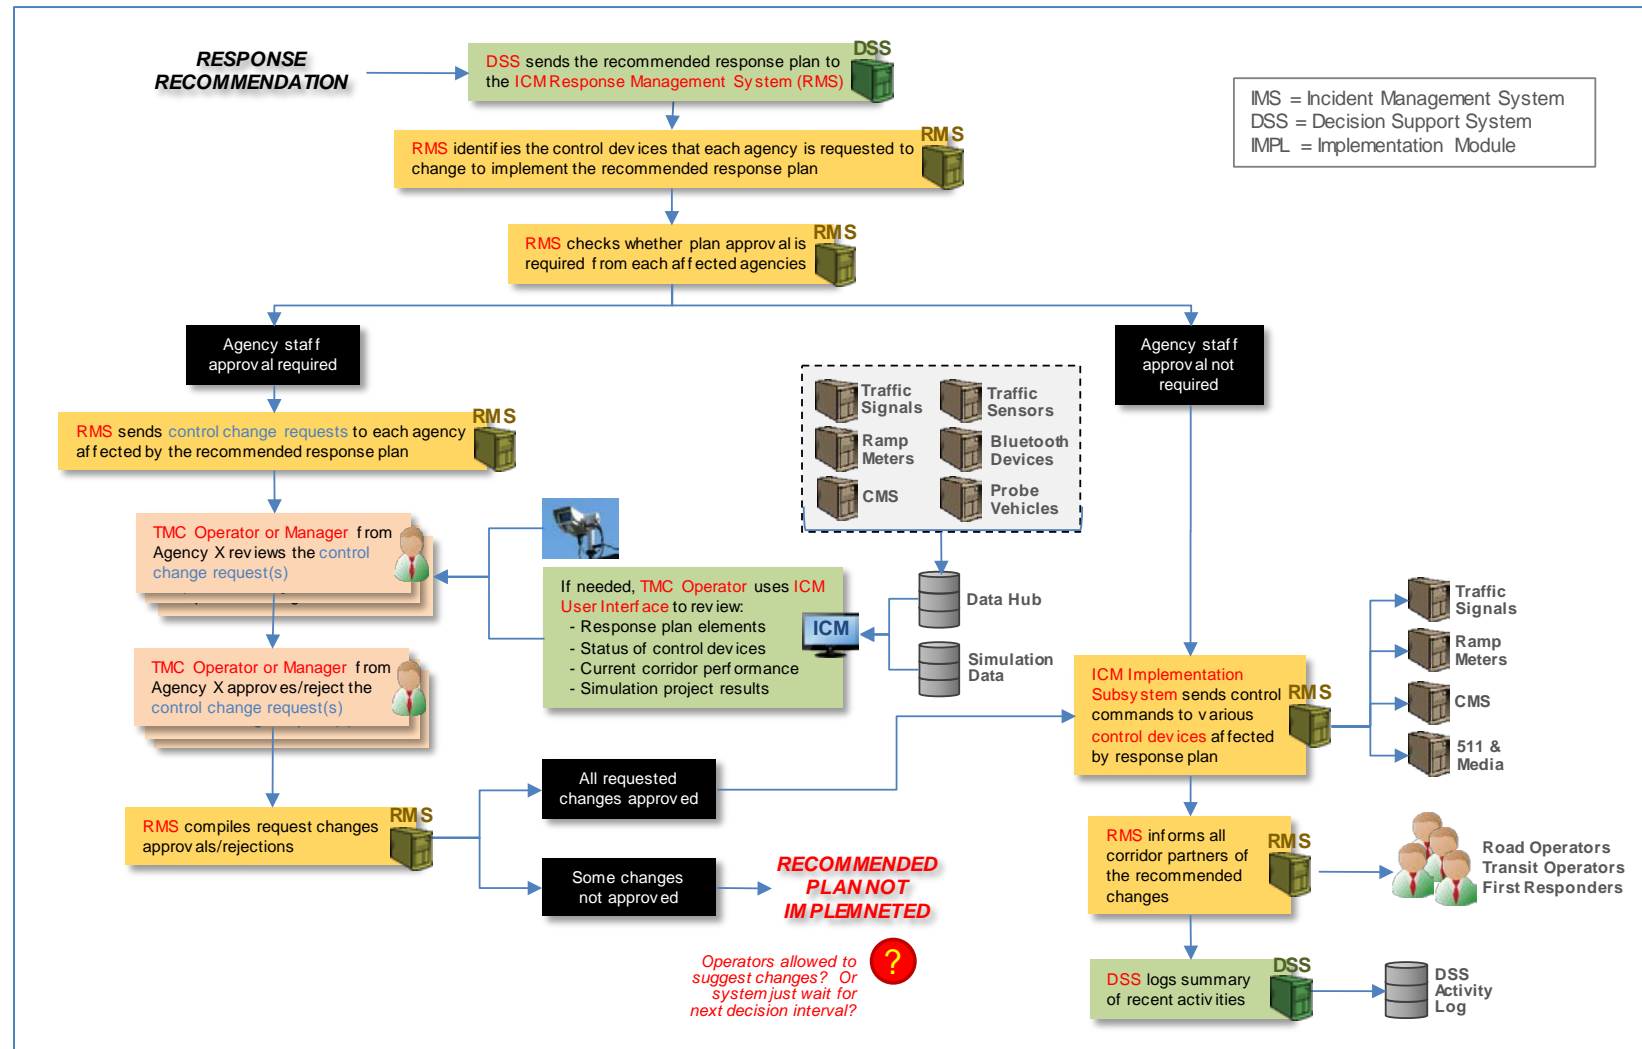 RESPONSE
RECOMMENDATION
DSS
DSS sends the recommended response plan to
the ICM Response Management System (RMS)
IMS = Incident Management System
DSS = Decision Support System
IMPL = Implementation Module
RMS
RMS identifies the control devices that each agency is requested to
change to implement the recommended response plan
RMS
RMS checks whether plan approval is
required from each affected agencies
Agency staff
approval required
Agency staff
approval not
required
RMS
RMS sends control change requests to each agency
affected by the recommended response plan
Traffic
Signals
Traffic
Sensors
Ramp
Meters
Bluetooth
Devices
CMS
Probe
Vehicles
TMC Operator or Manager from
Agency X reviews the control
change request(s)
If needed, TMC Operator uses ICM
User Interface to review:
- Response plan elements
- Status of control devices
- Current corridor performance
- Simulation project results
ICM
Data Hub
Simulation
Data
TMC Operator or Manager from
Agency X approves/reject the
control change request(s)
ICM Implementation
Subsystem sends control
commands to various
control devices affected
by response plan
RMS
Traffic
Signals
Ramp
Meters
CMS
511 &
Media
All requested
changes approved
RMS
RMS compiles request changes
approvals/rejections
Some changes
not approved
RECOMMENDED
PLAN NOT
IMPLEMNETED
RMS
RMS informs all
corridor partners of
the recommended
changes
Road Operators
Transit Operators
First Responders
?
Operators allowed to
suggest changes? Or
system just wait for
next decision interval?
DSS
DSS logs summary
of recent activities
DSS
Activity
Log